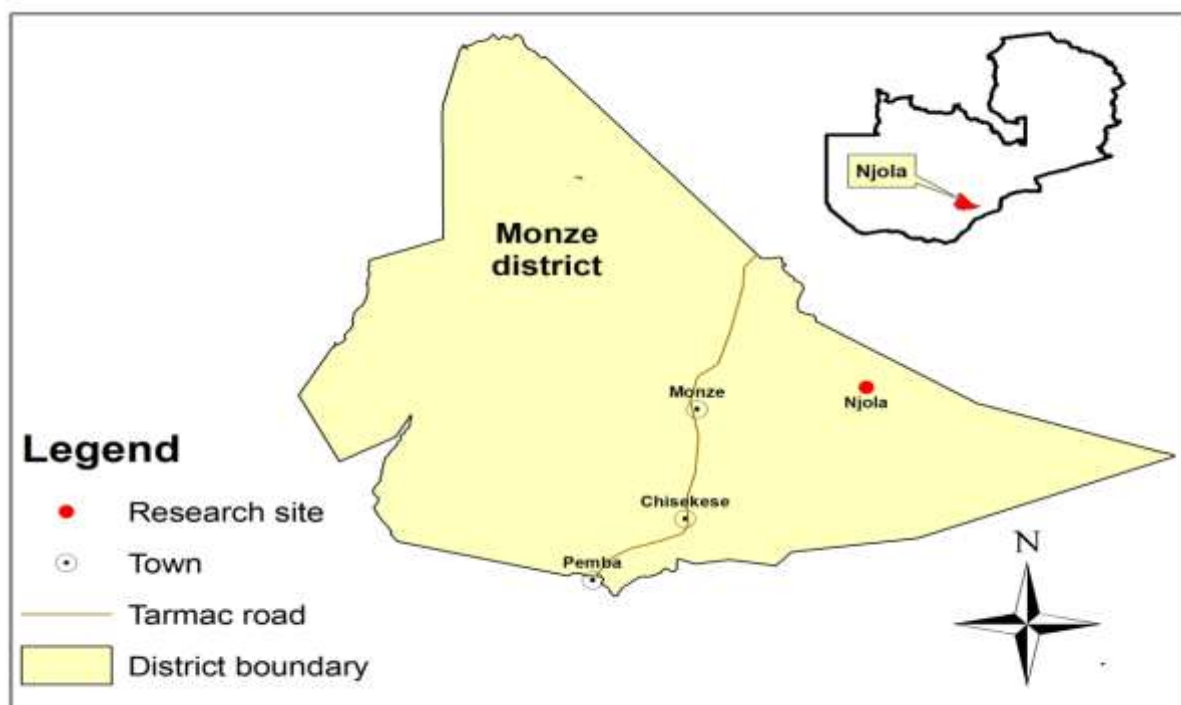 Njola
Monze
district
Monze
Njola
Chisekese
Pemba
Legend
Research site
Town
Tarmac road
District boundary
N